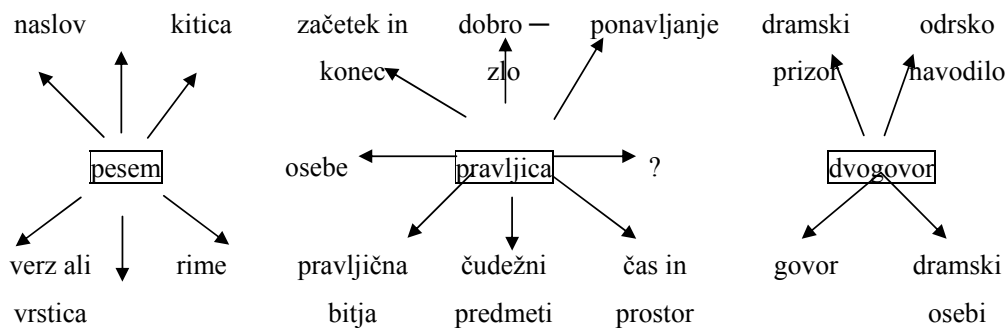 naslov kitica začetek in dobro – ponavljanje dramski odrsko
konec zlo prizor navodilo
pesem osebe pravljica ? dvogovor
verz ali rime pravljična čudežni čas in govor dramski
vrstica bitja predmeti prostor osebi